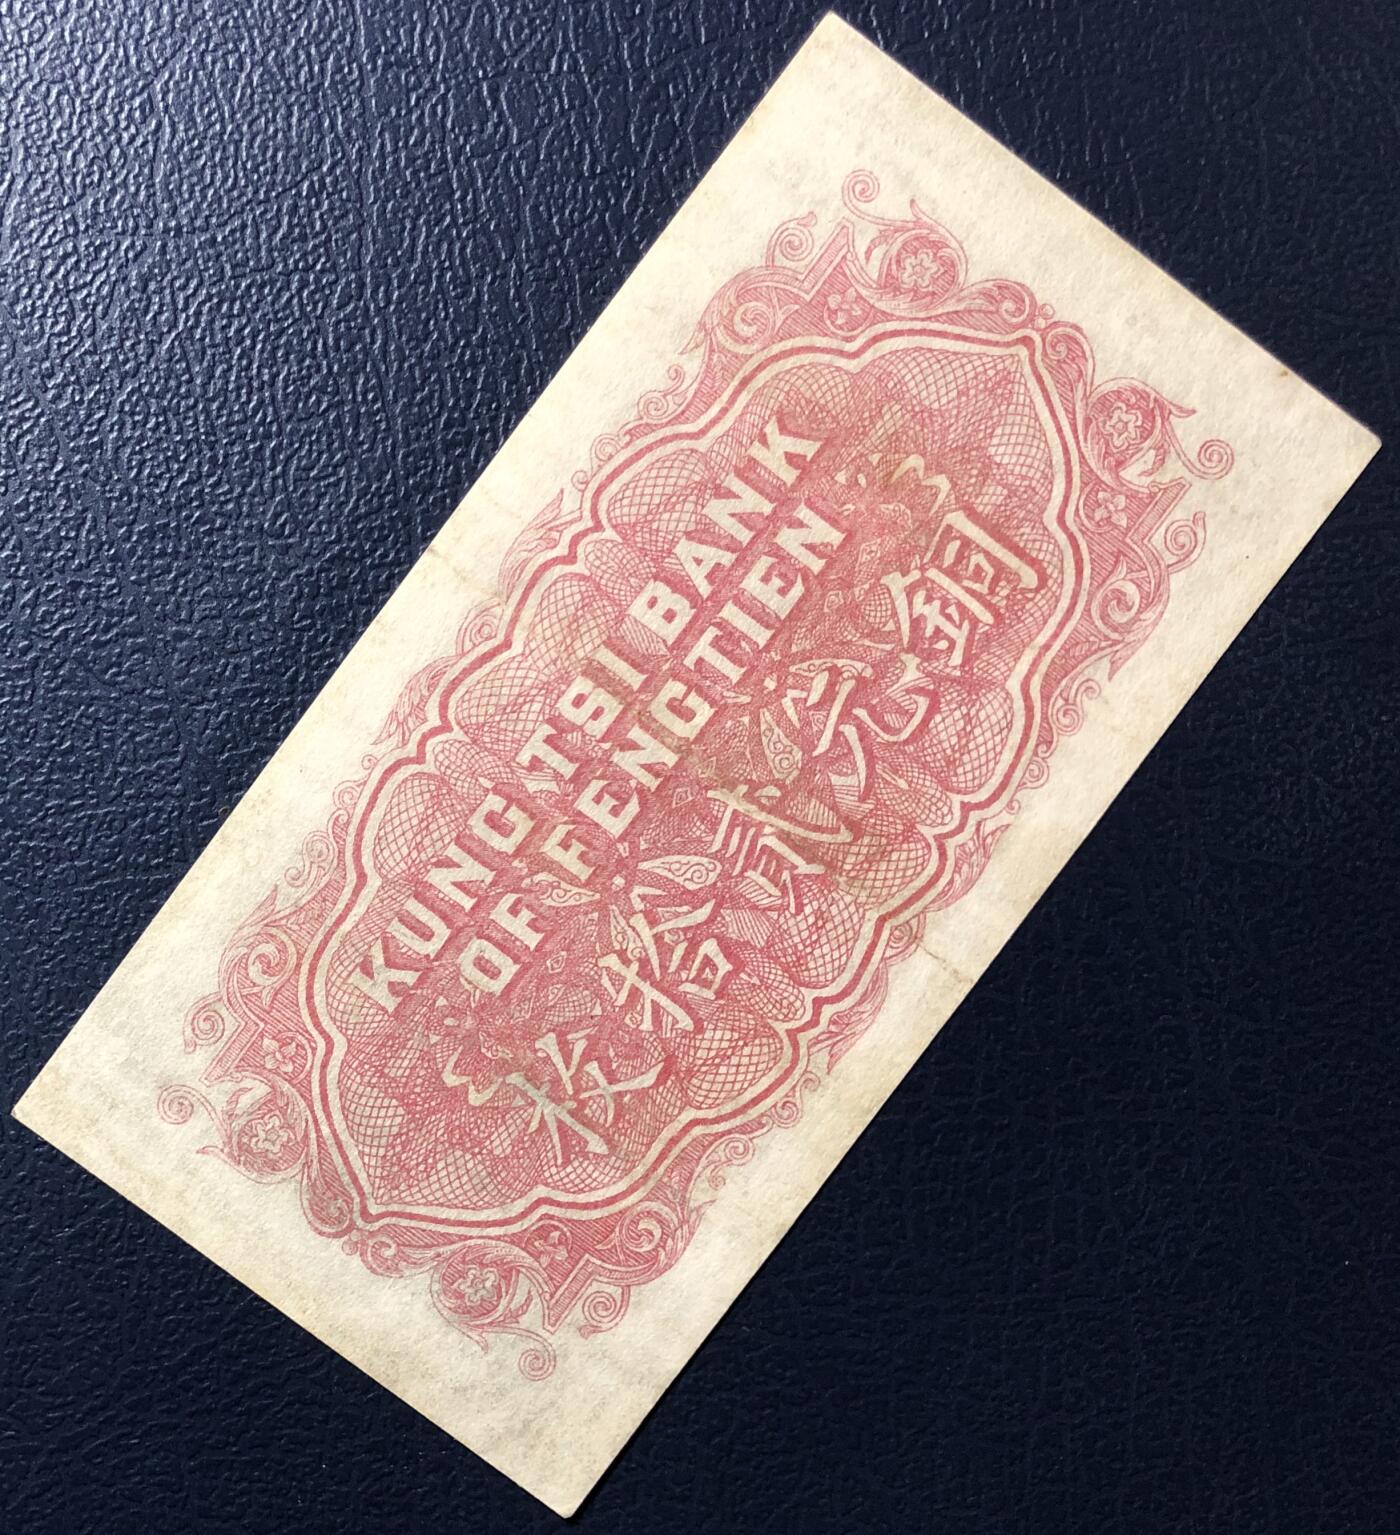 KUNG TSI BANK
OF FENGTIEN
銅元貳拾枚